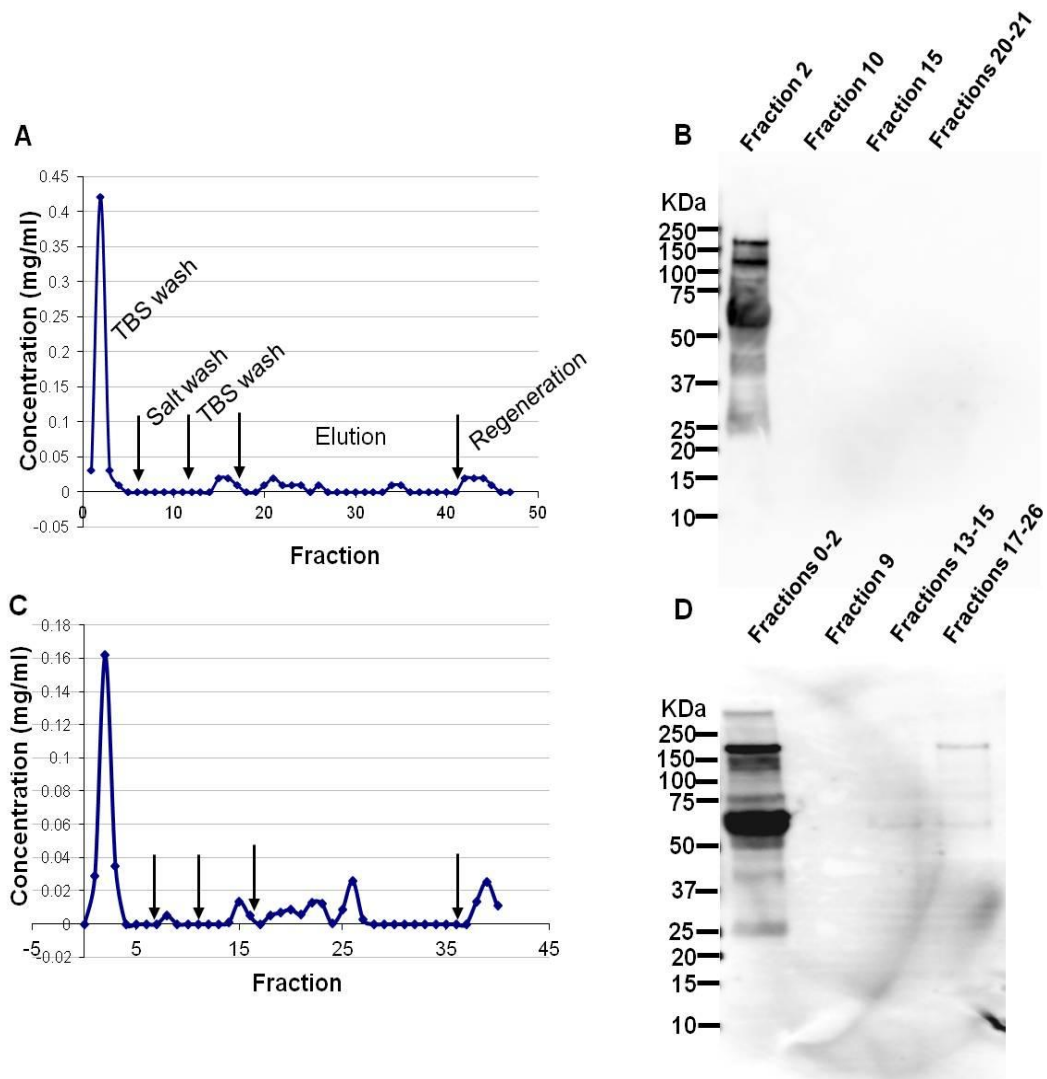 A
Concentration (mg/ml)
0.45
0.4
0.35
0.3
0.25
0.2
0.15
0.1
0.05
0
-0.05
0 10 20 30 40 50
Fraction
TBS wash
Salt wash
TBS wash
Elution
Regeneration
B
Fraction 2
Fraction 10
Fraction 15
Fractions 20-21
KDa
250
150
100
75
50
37
25
20
15
10
C
Concentration (mg/ml)
0.18
0.16
0.14
0.12
0.1
0.08
0.06
0.04
0.02
0
-0.02
-5 5 15 25 35 45
Fraction
D
Fractions 0-2
Fraction 9
Fractions 13-15
Fractions 17-26
KDa
250
150
100
75
50
37
25
20
15
10